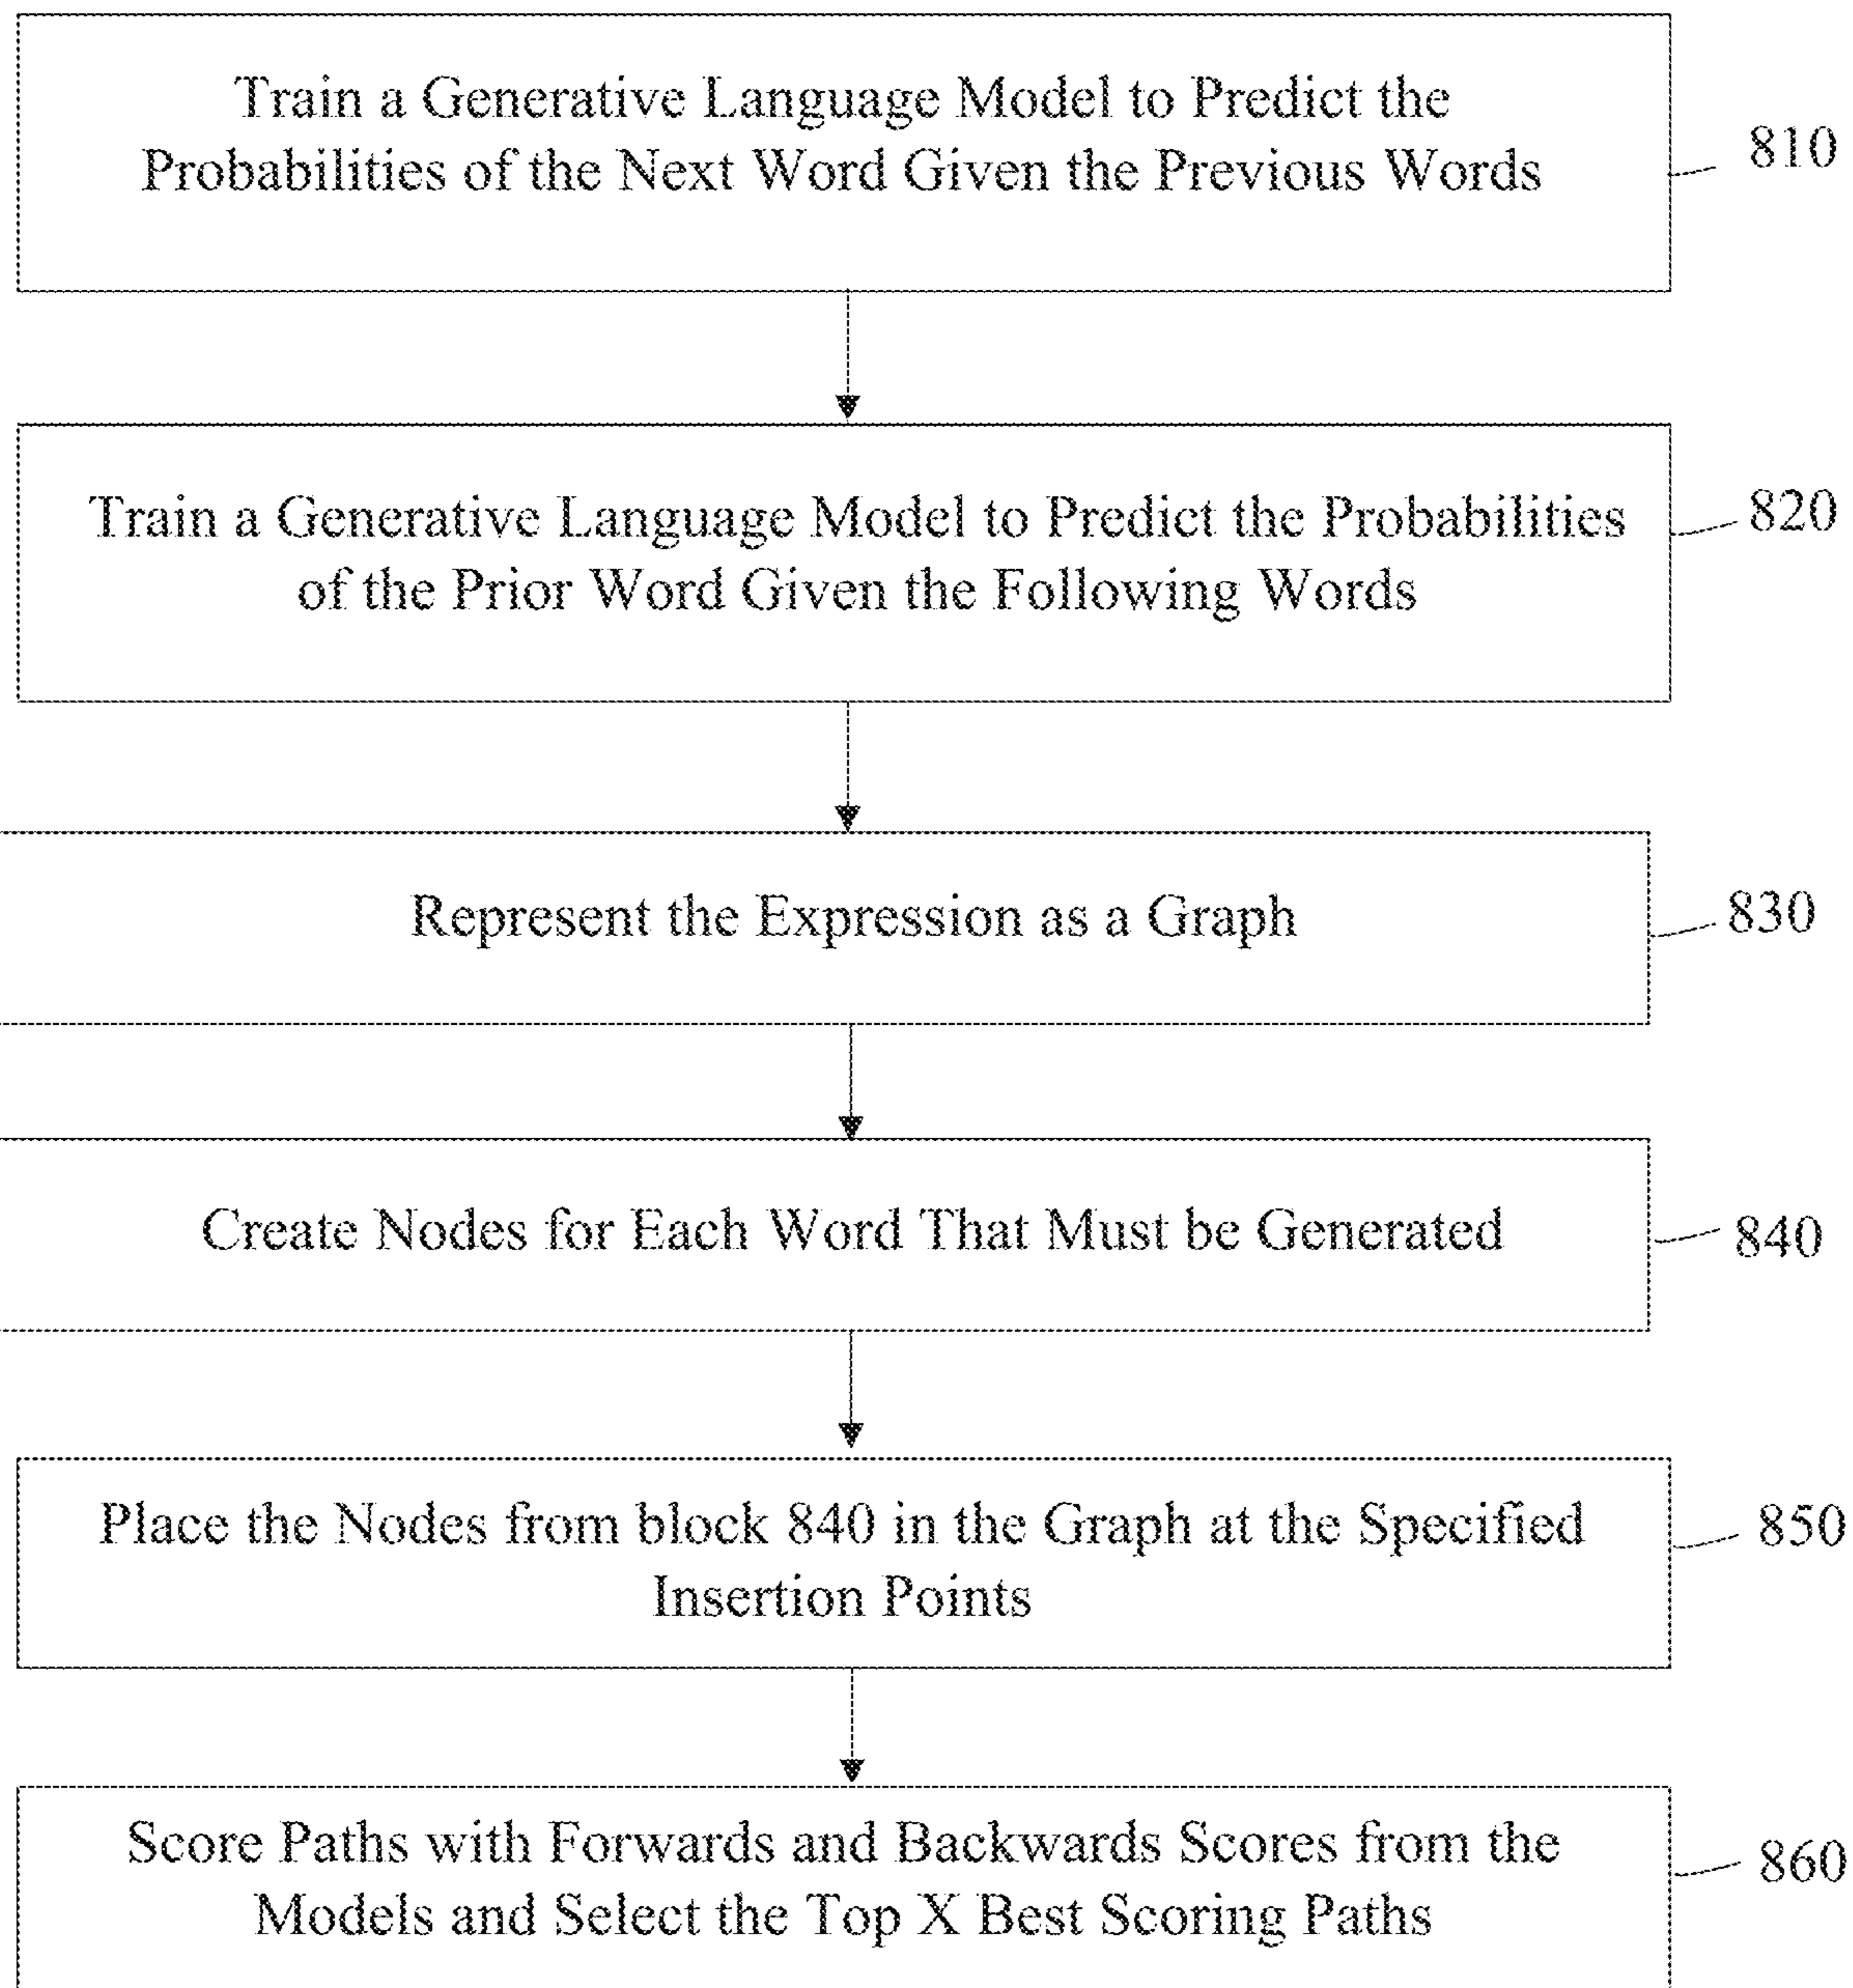 Train a Generative Language Model to Predict the
Probabilities of the Next Word Given the Previous Words
810
Train a Generative Language Model to Predict the Probabilities
of the Prior Word Given the Following Words
820
Represent the Expression as a Graph
830
Create Nodes for Each Word That Must be Generated
840
Place the Nodes from block 840 in the Graph at the Specified
Insertion Points
850
Score Paths with Forwards and Backwards Scores from the
Models and Select the Top X Best Scoring Paths
860